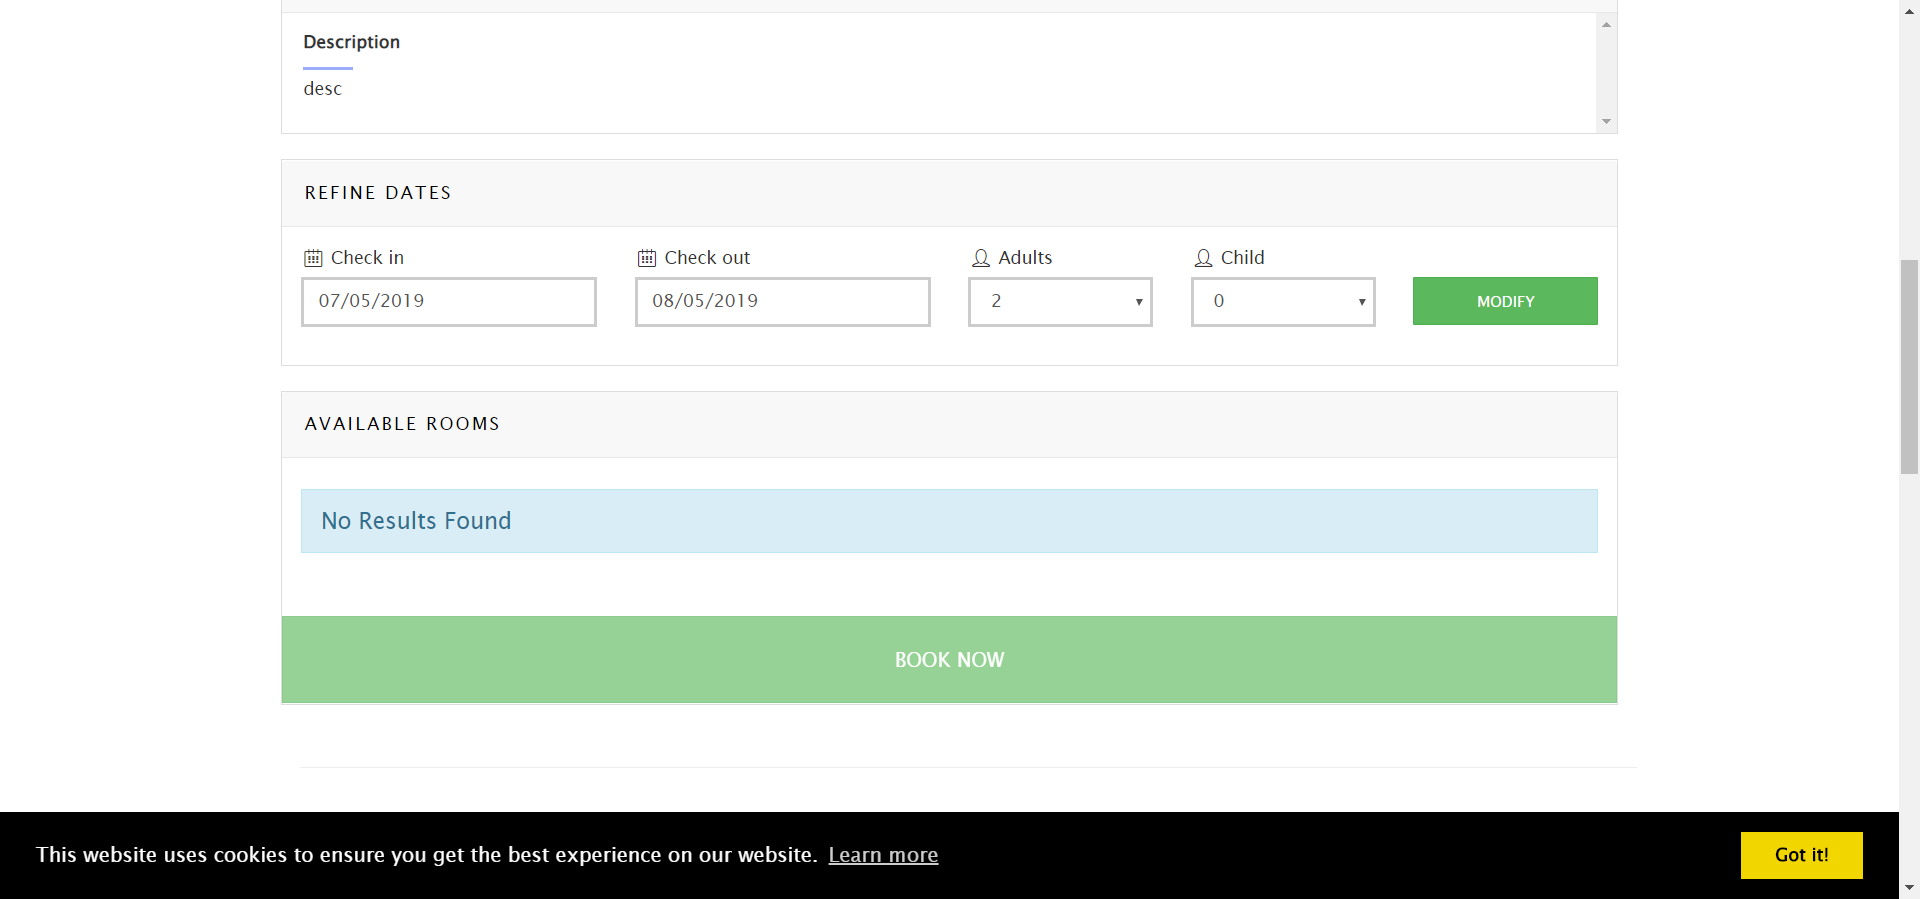 Description
desc
REFINE DATES
Check in
Check out
Adults
Child
07/05/2019
08/05/2019
2
0
MODIFY
AVAILABLE ROOMS
No Results Found
BOOK NOW
This website uses cookies to ensure you get the best experience on our website. Learn more
Got it!